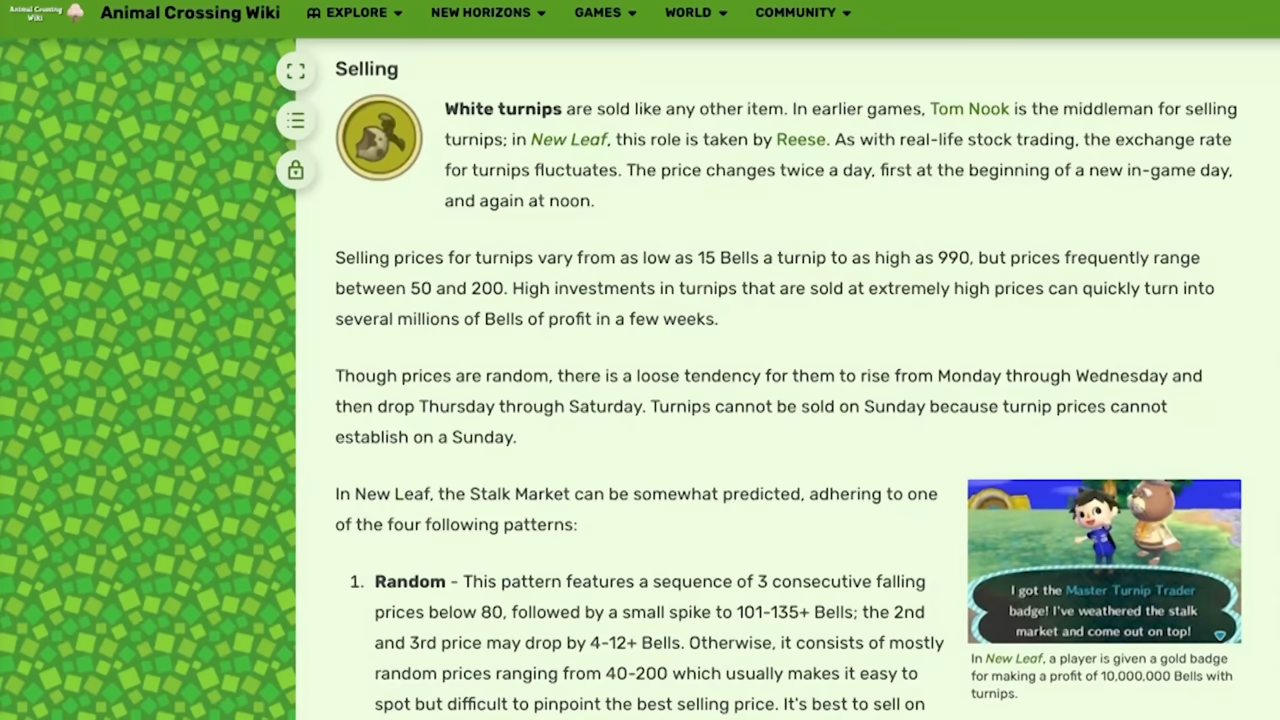 Animal Crossing Wiki
Animal Crossing Wiki
EXPLORE
NEW HORIZONS
GAMES
WORLD
COMMUNITY
Selling
White turnips are sold like any other item. In earlier games, Tom Nook is the middleman for selling
turnips; in New Leaf, this role is taken by Reese. As with real-life stock trading, the exchange rate
for turnips fluctuates. The price changes twice a day, first at the beginning of a new in-game day,
and again at noon.
Selling prices for turnips vary from as low as 15 Bells a turnip to as high as 990, but prices frequently range
between 50 and 200. High investments in turnips that are sold at extremely high prices can quickly turn into
several millions of Bells of profit in a few weeks.
Though prices are random, there is a loose tendency for them to rise from Monday through Wednesday and
then drop Thursday through Saturday. Turnips cannot be sold on Sunday because turnip prices cannot
establish on a Sunday.
In New Leaf, the Stalk Market can be somewhat predicted, adhering to one
of the four following patterns:
1. Random - This pattern features a sequence of 3 consecutive falling
prices below 80, followed by a small spike to 101-135+ Bells; the 2nd
and 3rd price may drop by 4-12+ Bells. Otherwise, it consists of mostly
random prices ranging from 40-200 which usually makes it easy to
spot but difficult to pinpoint the best selling price. It's best to sell on
I got the Master Turnip Trader
badge! I've weathered the stalk
market and come out on top!
In New Leaf, a player is given a gold badge
for making a profit of 10,000,000 Bells with
turnips.